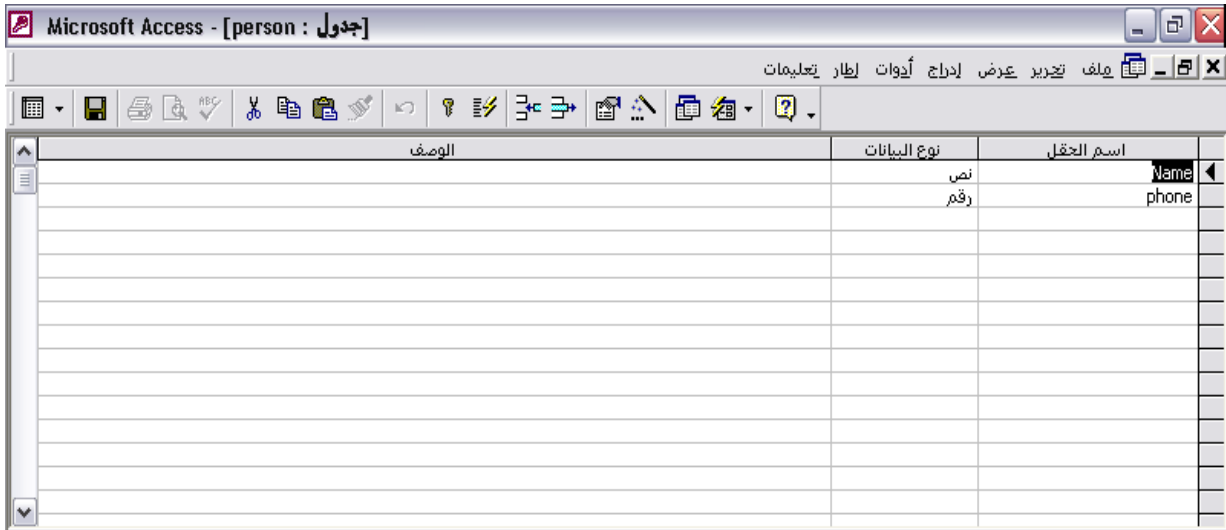 Microsoft Access - [person : جدول]
ملف تحرير عرض إدراج أدوات إطار تعليمات
ABC
اسم الحقل نوع البيانات الوصف
Name نص
phone رقم